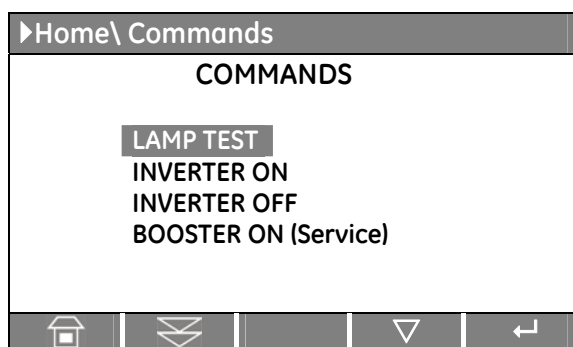 Home\ Commands
COMMANDS
LAMP TEST
INVERTER ON
INVERTER OFF
BOOSTER ON (Service)